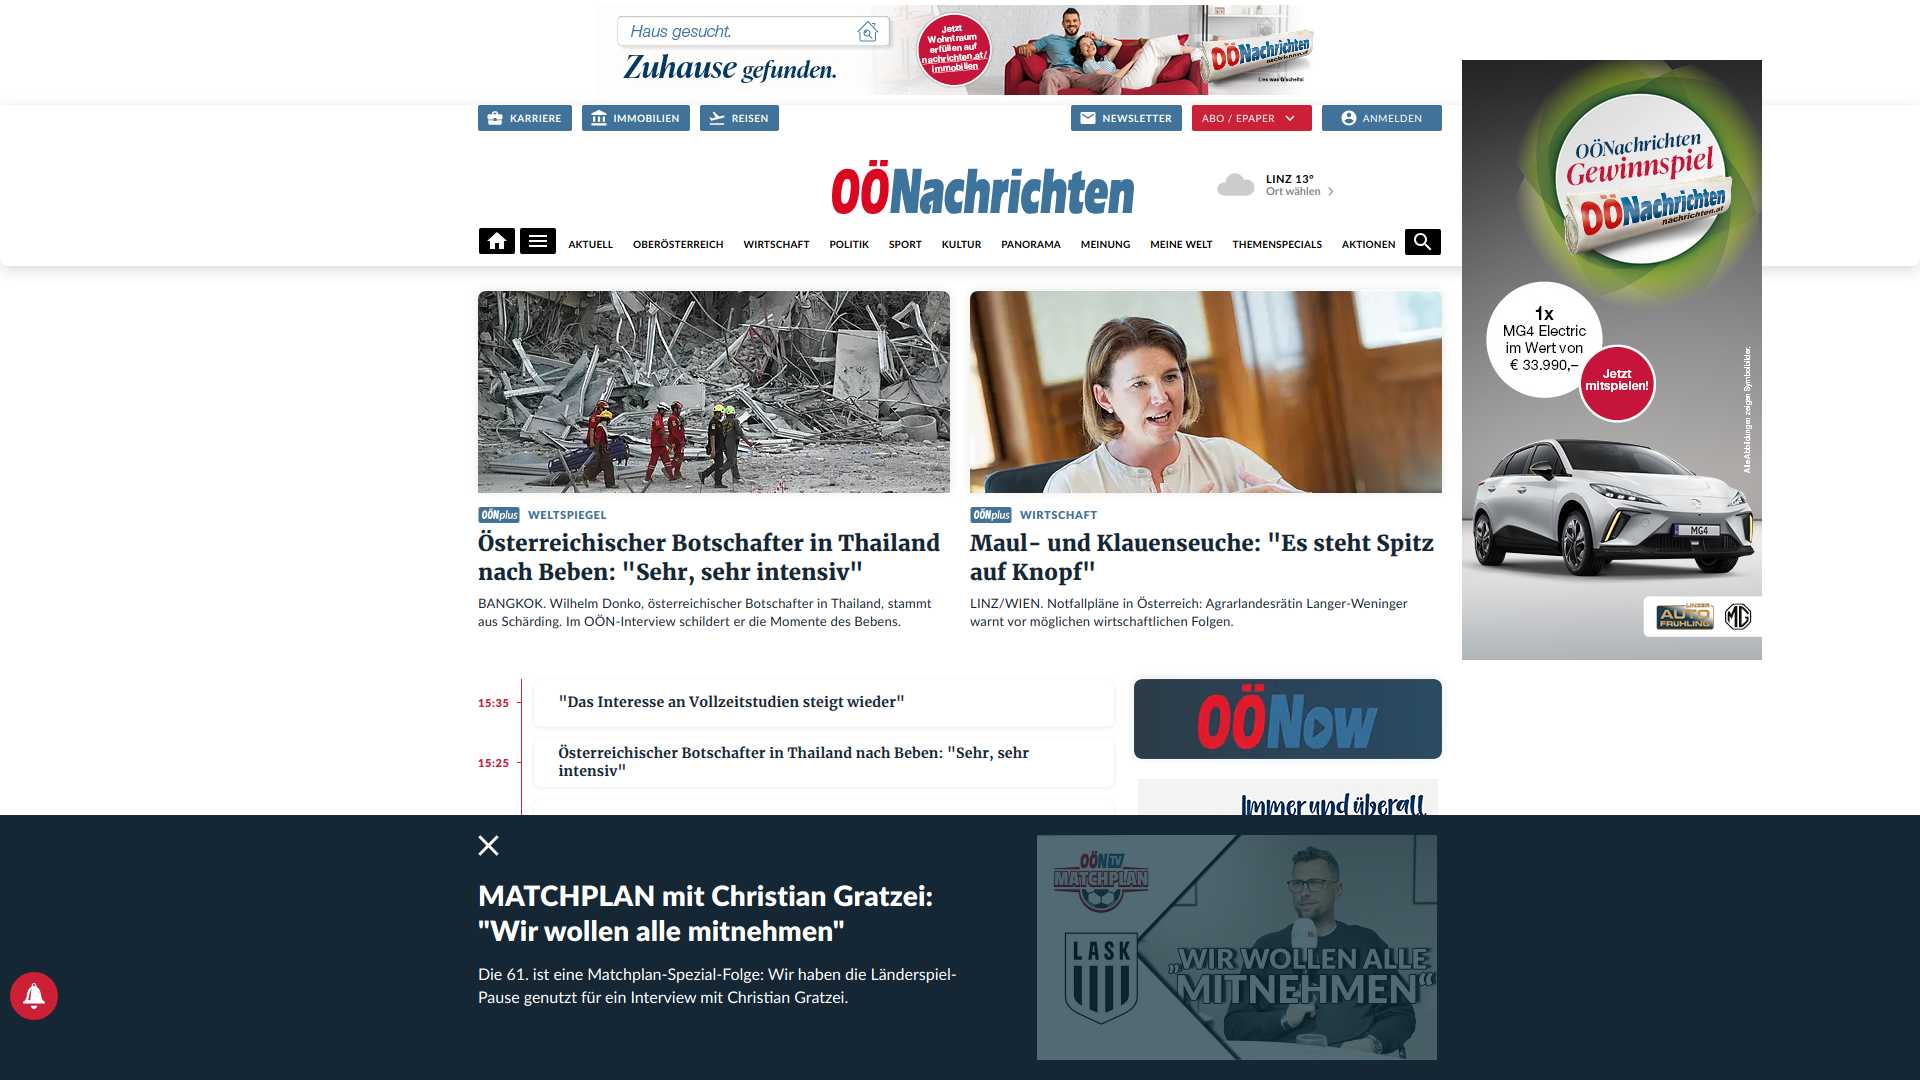 Haus gesucht.
Zuhause gefunden.
Jetzt
Wohntraum
erfüllen auf
nachrichten.at/
immobilien
OÖNachrichten
nachrichten.at
KARRIERE
IMMOBILIEN
REISEN
NEWSLETTER
ABO / EPAPER
ANMELDEN
OÖNachrichten
LINZ 13°
Ort wählen
AKTUELL
OBERÖSTERREICH
WIRTSCHAFT
POLITIK
SPORT
KULTUR
PANORAMA
MEINUNG
MEINE WELT
THEMENSPECIALS
AKTIONEN
OÖNachrichten
Gewinnspiel
OÖNachrichten
nachrichten.at
1x
MG4 Electric
im Wert von
€ 33.990,–
Jetzt
mitspielen!
Alle Abbildungen zeigen Symbolbilder.
MG4
LINZER
AUTO
FRÜHLING
MG
OÖNplus WELTSPIEGEL
Österreichischer Botschafter in Thailand
nach Beben: "Sehr, sehr intensiv"
BANGKOK. Wilhelm Donko, österreichischer Botschafter in Thailand, stammt
aus Schärding. Im OÖN-Interview schildert er die Momente des Bebens.
OÖNplus WIRTSCHAFT
Maul- und Klauenseuche: "Es steht Spitz
auf Knopf"
LINZ/WIEN. Notfallpläne in Österreich: Agrarlandesrätin Langer-Weninger
warnt vor möglichen wirtschaftlichen Folgen.
15:35
"Das Interesse an Vollzeitstudien steigt wieder"
15:25
Österreichischer Botschafter in Thailand nach Beben: "Sehr, sehr
intensiv"
OÖNow
Immer und überall
MATCHPLAN mit Christian Gratzei:
"Wir wollen alle mitnehmen"
Die 61. ist eine Matchplan-Spezial-Folge: Wir haben die Länderspiel-
Pause genutzt für ein Interview mit Christian Gratzei.
OÖN TV
MATCHPLAN
LASK
„WIR WOLLEN ALLE
MITNEHMEN“